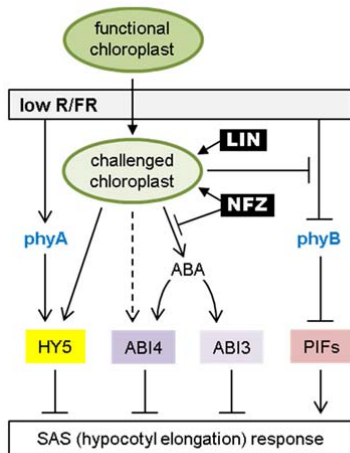 functional
chloroplast
low R/FR
LIN
challenged
chloroplast
NFZ
phyA
phyB
ABA
HY5
ABI4
ABI3
PIFs
SAS (hypocotyl elongation) response